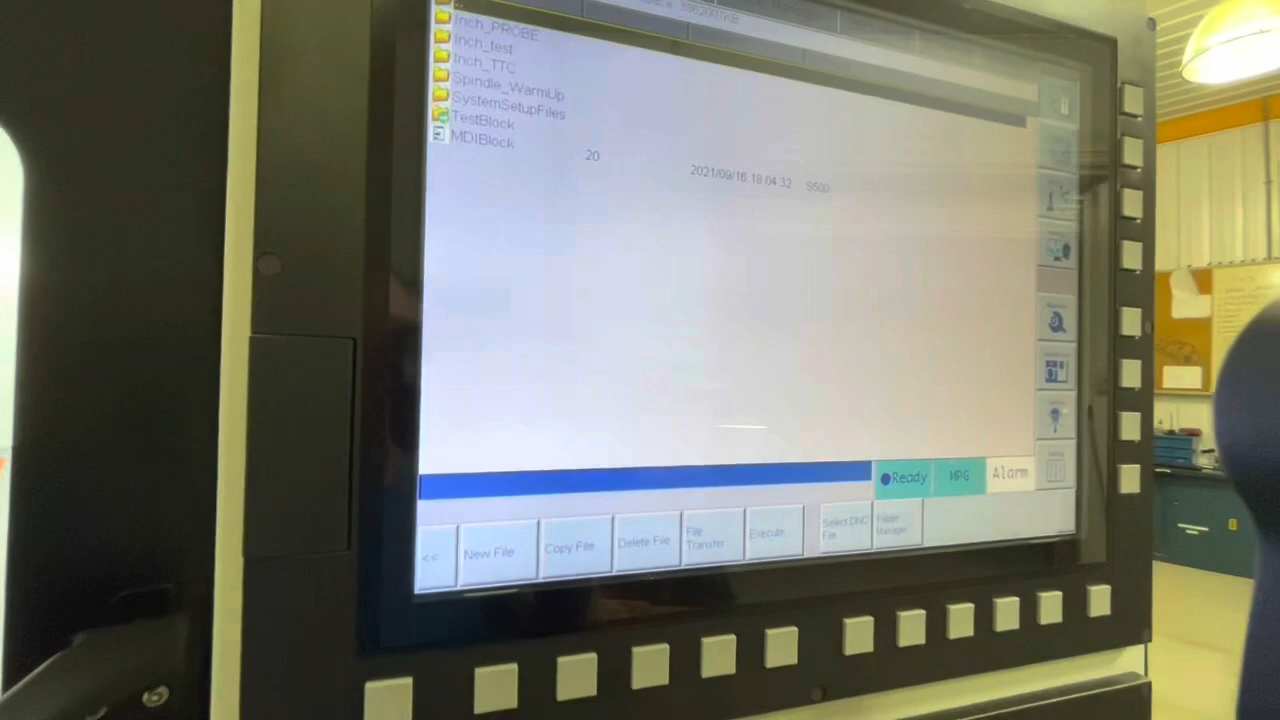 Inch_PROBE
Inch_test
Inch_TTC
Spindle_WarmUp
SystemSetupFiles
TestBlock
MDIBlock
20 2021/09/16 18:04:32 S500
Ready MPG Alarm
<< New File Copy File Delete File File Transfer Execute Select DNC File Folder Manager